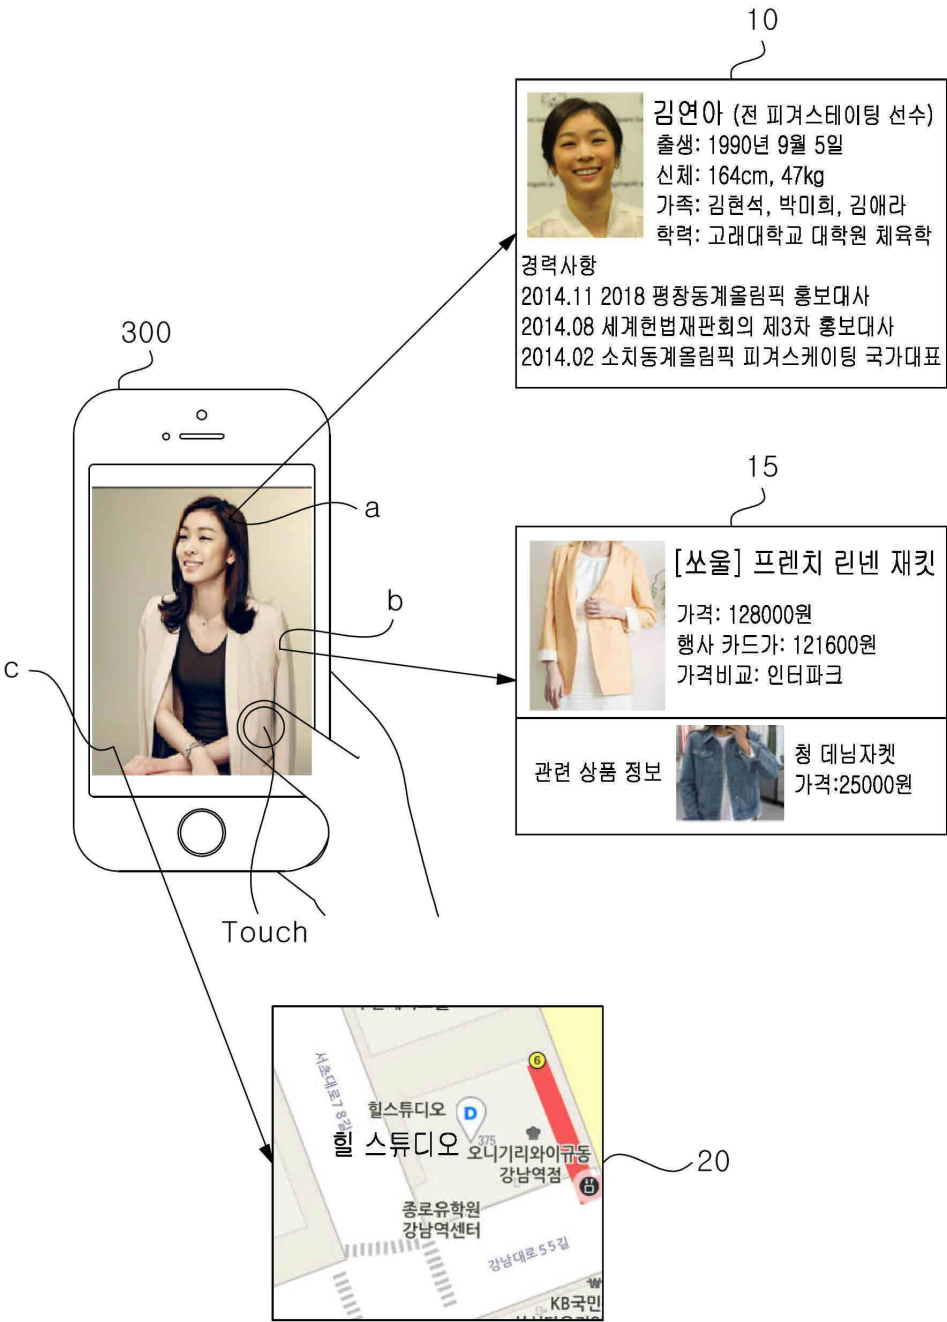 10
김연아 (전 피겨스테이팅 선수)
출생: 1990년 9월 5일
신체: 164cm, 47kg
가족: 김현석, 박미희, 김애라
학력: 고래대학교 대학원 체육학
경력사항
2014.11 2018 평창동계올림픽 홍보대사
2014.08 세계헌법재판회의 제3차 홍보대사
2014.02 소치동계올림픽 피겨스케이팅 국가대표
300
a
b
c
Touch
15
[쏘울] 프렌치 린넨 재킷
가격: 128000원
행사 카드가: 121600원
가격비교: 인터파크
관련 상품 정보
청 데님자켓
가격:25000원
서초대로78길
6
힐스튜디오
D
힐 스튜디오
375
오니기리와이규동
강남역점
종로유학원
강남역센터
강남대로55길
KB국민
20